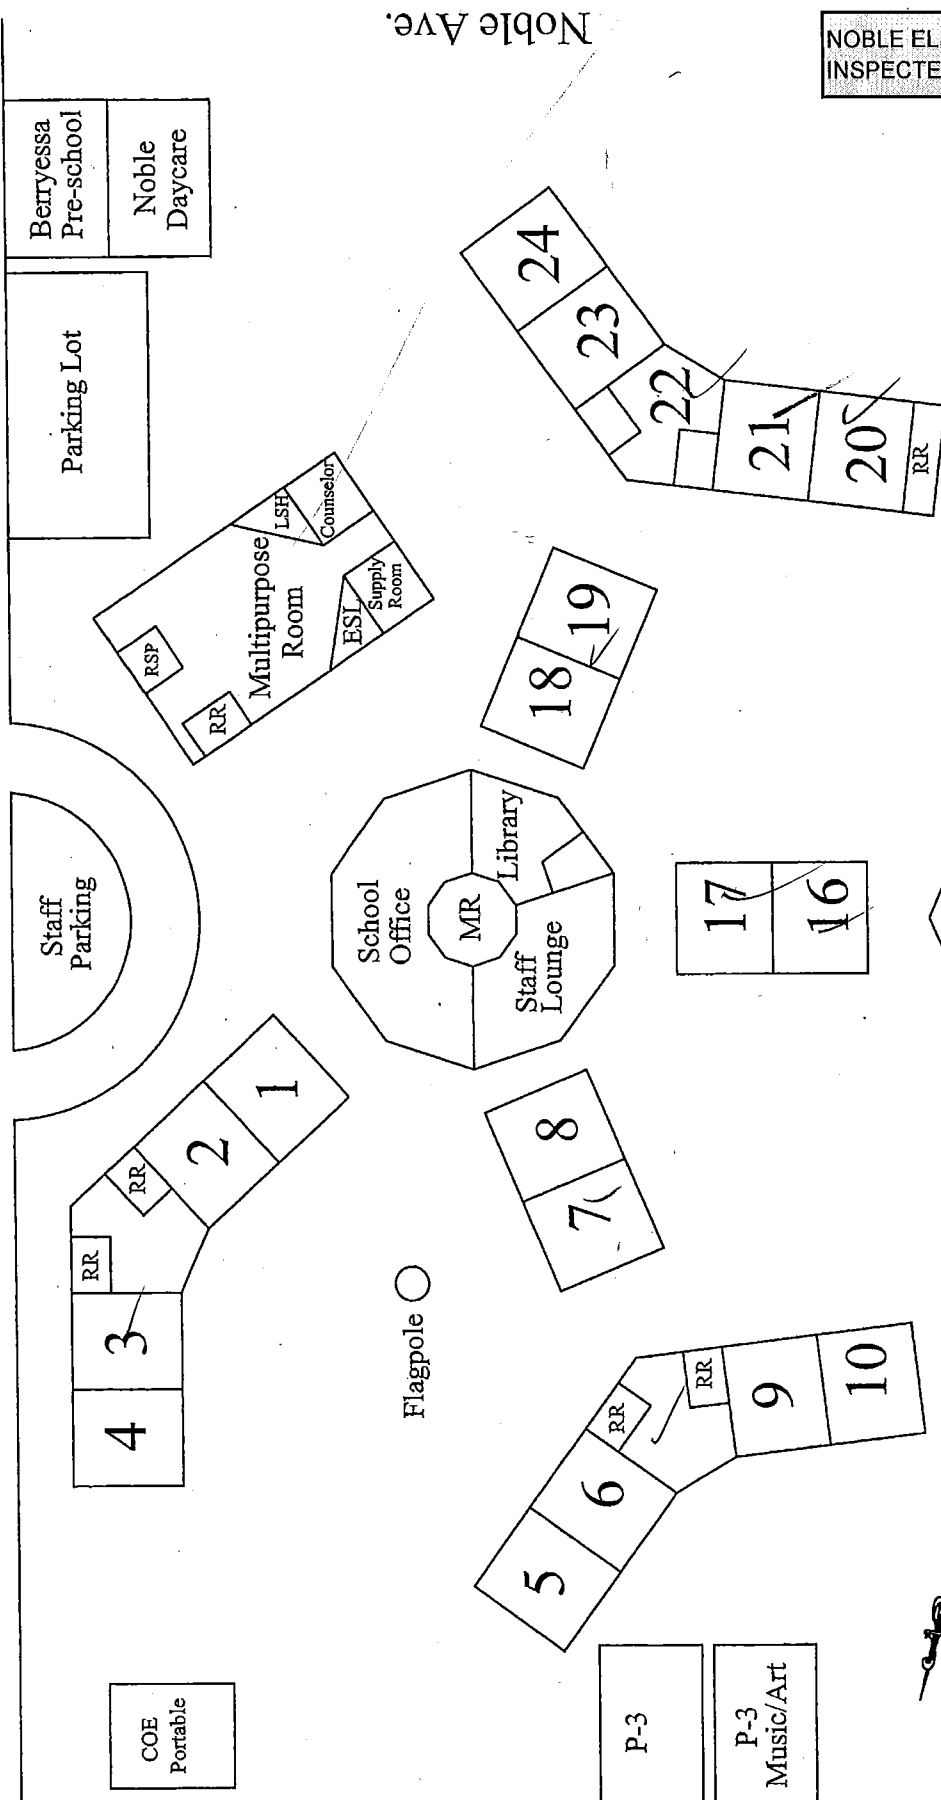 Noble Ave.
NOBLE EL
INSPECTE
Berryessa
Pre-school
Noble
Daycare
Parking Lot
Staff
Parking
RSP
RR
Multipurpose
Room
LSH
Counselor
ESL
Supply
Room
24
23
22
21
20
RR
18
19
School
Office
MR
Library
Staff
Lounge
17
16
1
2
RR
RR
3
4
Flagpole
8
7
5
6
RR
RR
9
10
COE
Portable
P-3
P-3
Music/Art